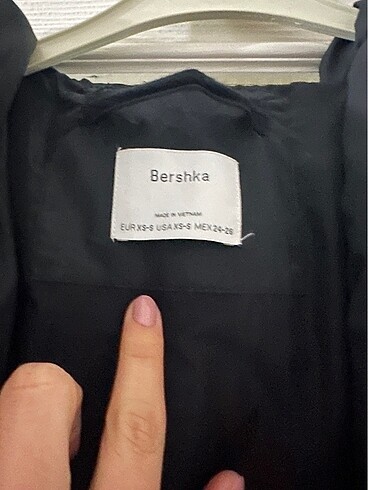 Bershka
MADE IN VIETNAM
EUR XS-S USA XS-S MEX 24-26